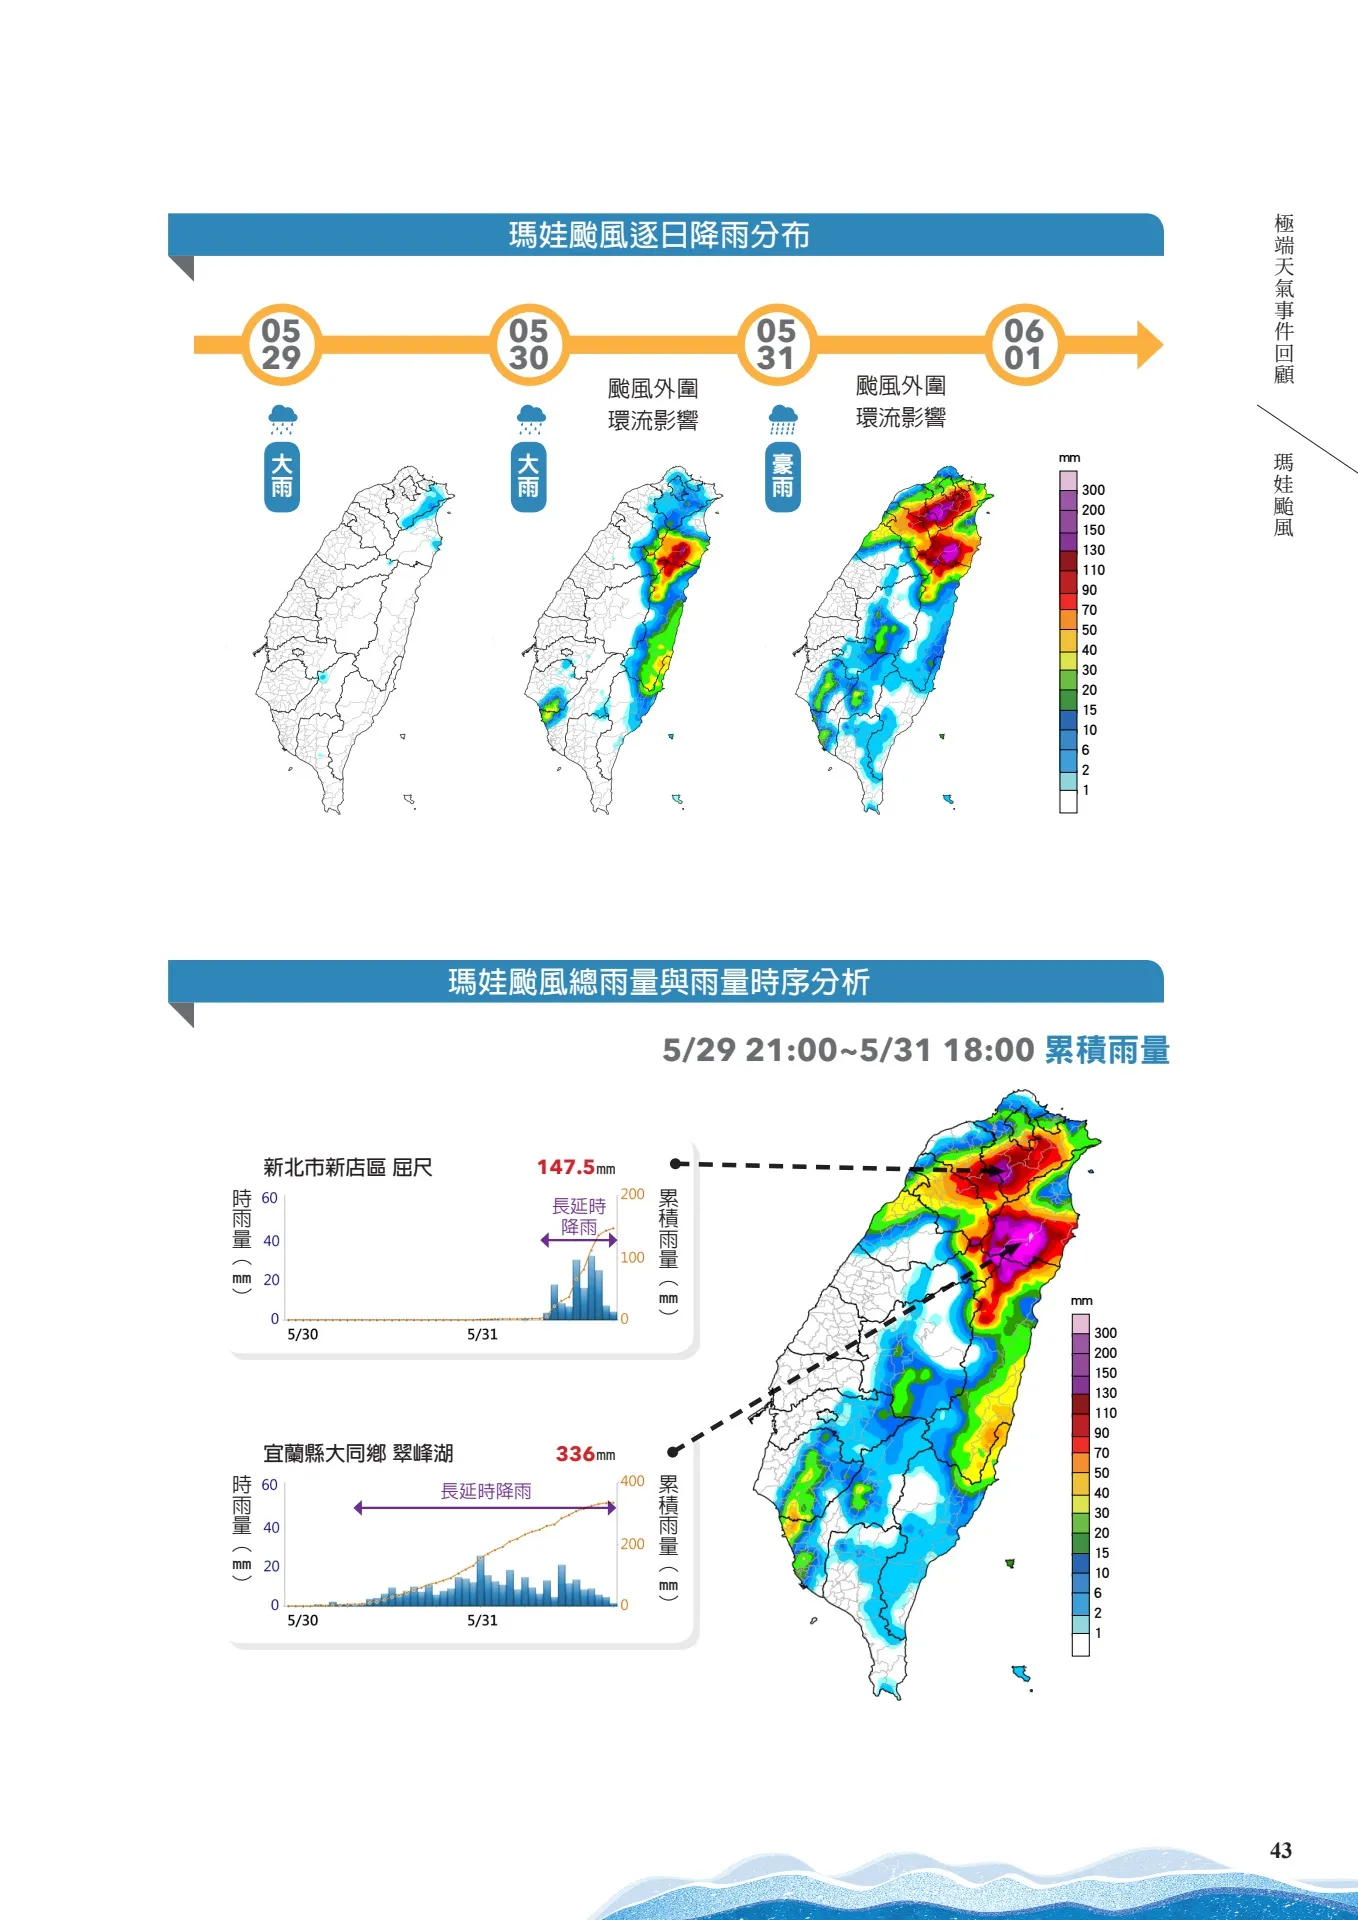 瑪娃颱風逐日降雨分布
05
29
05
30
05
31
06
01
颱風外圍
環流影響
颱風外圍
環流影響
大雨
大雨
豪雨
mm
300
200
150
130
110
90
70
50
40
30
20
15
10
6
2
1
極端天氣事件回顧
瑪娃颱風
瑪娃颱風總雨量與雨量時序分析
5/29 21:00~5/31 18:00 累積雨量
新北市新店區 屈尺
147.5mm
時雨量（mm）
60
40
20
0
長延時
降雨
200
100
0
累積雨量（mm）
5/30
5/31
宜蘭縣大同鄉 翠峰湖
336mm
時雨量（mm）
60
40
20
0
長延時降雨
400
200
0
累積雨量（mm）
5/30
5/31
mm
300
200
150
130
110
90
70
50
40
30
20
15
10
6
2
1
43